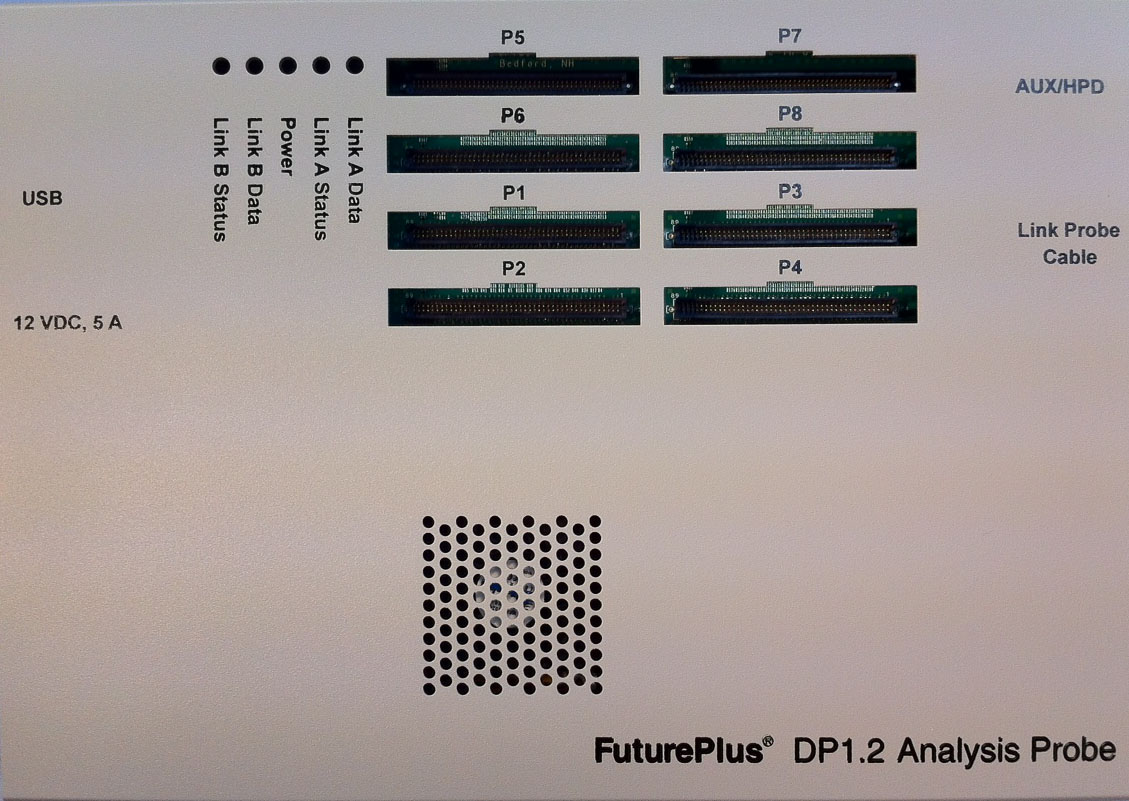 P5
P7
Bedford, NH
AUX/HPD
P6
P8
Link B Status
Link B Data
Power
Link A Status
Link A Data
USB
P1
P3
Link Probe
Cable
P2
P4
12 VDC, 5 A
FuturePlus® DP1.2 Analysis Probe